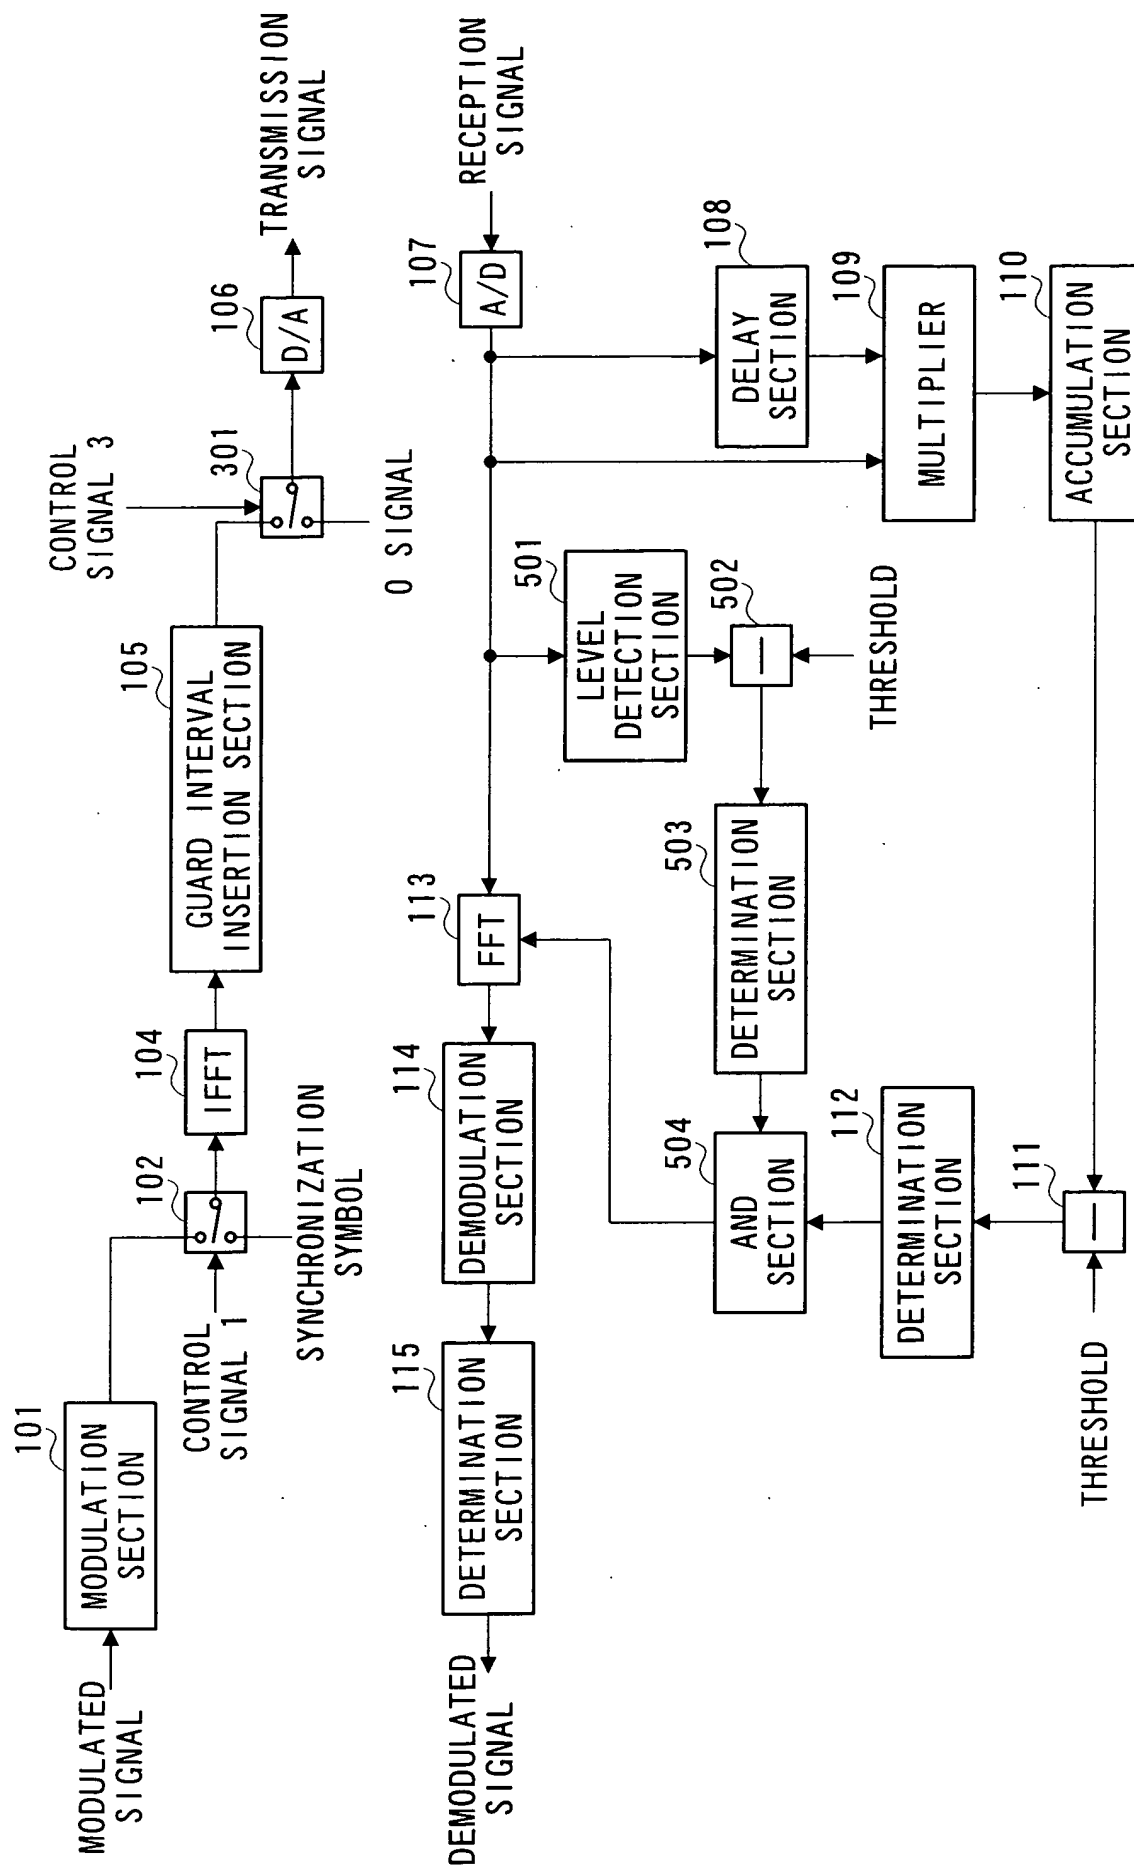 MODULATED
SIGNAL
101
MODULATION
SECTION
CONTROL
SIGNAL 1
102
SYNCHRONIZATION
SYMBOL
104
IFFT
105
GUARD INTERVAL
INSERTION SECTION
CONTROL
SIGNAL 3
301
0 SIGNAL
106
D/A
TRANSMISSION
SIGNAL
RECEPTION
SIGNAL
107
A/D
108
DELAY
SECTION
109
MULTIPLIER
110
ACCUMULATION
SECTION
501
LEVEL
DETECTION
SECTION
502
THRESHOLD
503
DETERMINATION
SECTION
504
AND
SECTION
112
DETERMINATION
SECTION
111
THRESHOLD
113
FFT
114
DEMODULATION
SECTION
115
DETERMINATION
SECTION
DEMODULATED
SIGNAL